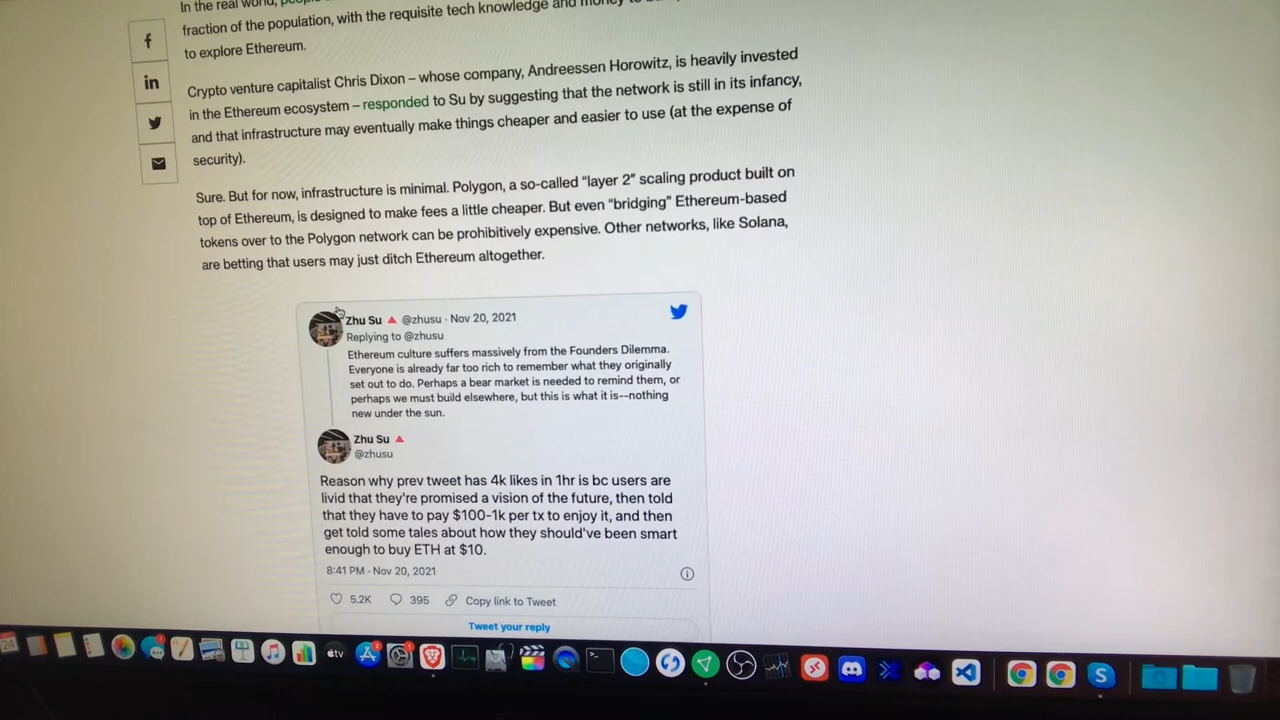 In the real world,
fraction of the population, with the requisite tech knowledge and money to
to explore Ethereum.
Crypto venture capitalist Chris Dixon – whose company, Andreessen Horowitz, is heavily invested
in the Ethereum ecosystem – responded to Su by suggesting that the network is still in its infancy,
and that infrastructure may eventually make things cheaper and easier to use (at the expense of
security).
Sure. But for now, infrastructure is minimal. Polygon, a so-called “layer 2” scaling product built on
top of Ethereum, is designed to make fees a little cheaper. But even “bridging” Ethereum-based
tokens over to the Polygon network can be prohibitively expensive. Other networks, like Solana,
are betting that users may just ditch Ethereum altogether.
Zhu Su @zhusu · Nov 20, 2021
Replying to @zhusu
Ethereum culture suffers massively from the Founders Dilemma.
Everyone is already far too rich to remember what they originally
set out to do. Perhaps a bear market is needed to remind them, or
perhaps we must build elsewhere, but this is what it is--nothing
new under the sun.
Zhu Su
@zhusu
Reason why prev tweet has 4k likes in 1hr is bc users are
livid that they're promised a vision of the future, then told
that they have to pay $100-1k per tx to enjoy it, and then
get told some tales about how they should've been smart
enough to buy ETH at $10.
8:41 PM · Nov 20, 2021
5.2K 395 Copy link to Tweet
Tweet your reply
24
tv